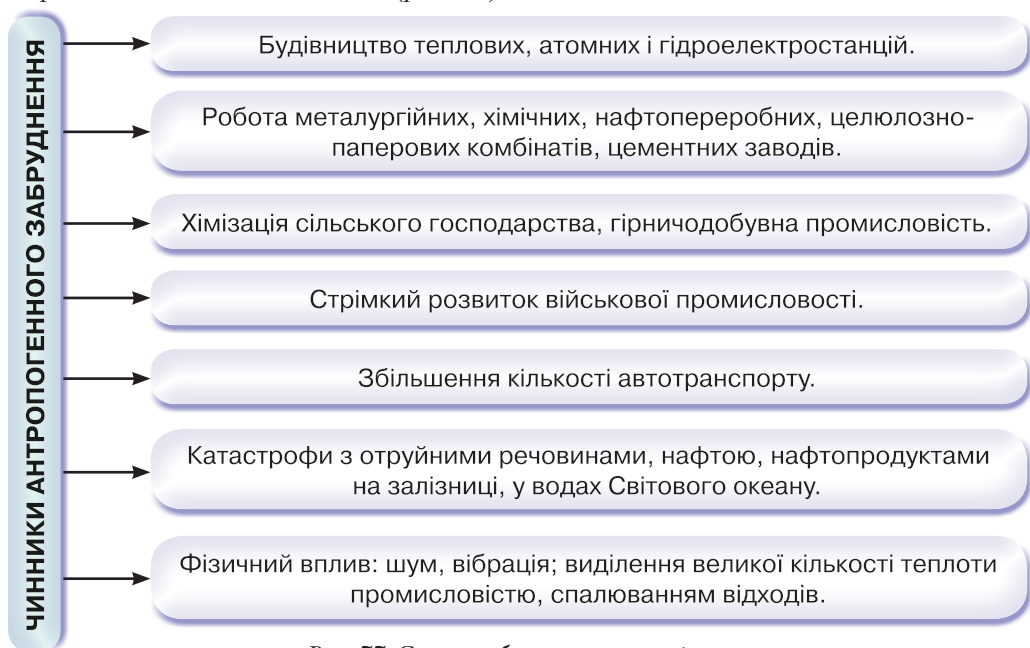 ЧИННИКИ АНТРОПОГЕННОГО ЗАБРУДНЕННЯ
Будівництво теплових, атомних і гідроелектростанцій.
Робота металургійних, хімічних, нафтопереробних, целюлозно-
паперових комбінатів, цементних заводів.
Хімізація сільського господарства, гірничодобувна промисловість.
Стрімкий розвиток військової промисловості.
Збільшення кількості автотранспорту.
Катастрофи з отруйними речовинами, нафтою, нафтопродуктами
на залізниці, у водах Світового океану.
Фізичний вплив: шум, вібрація; виділення великої кількості теплоти
промисловістю, спалюванням відходів.